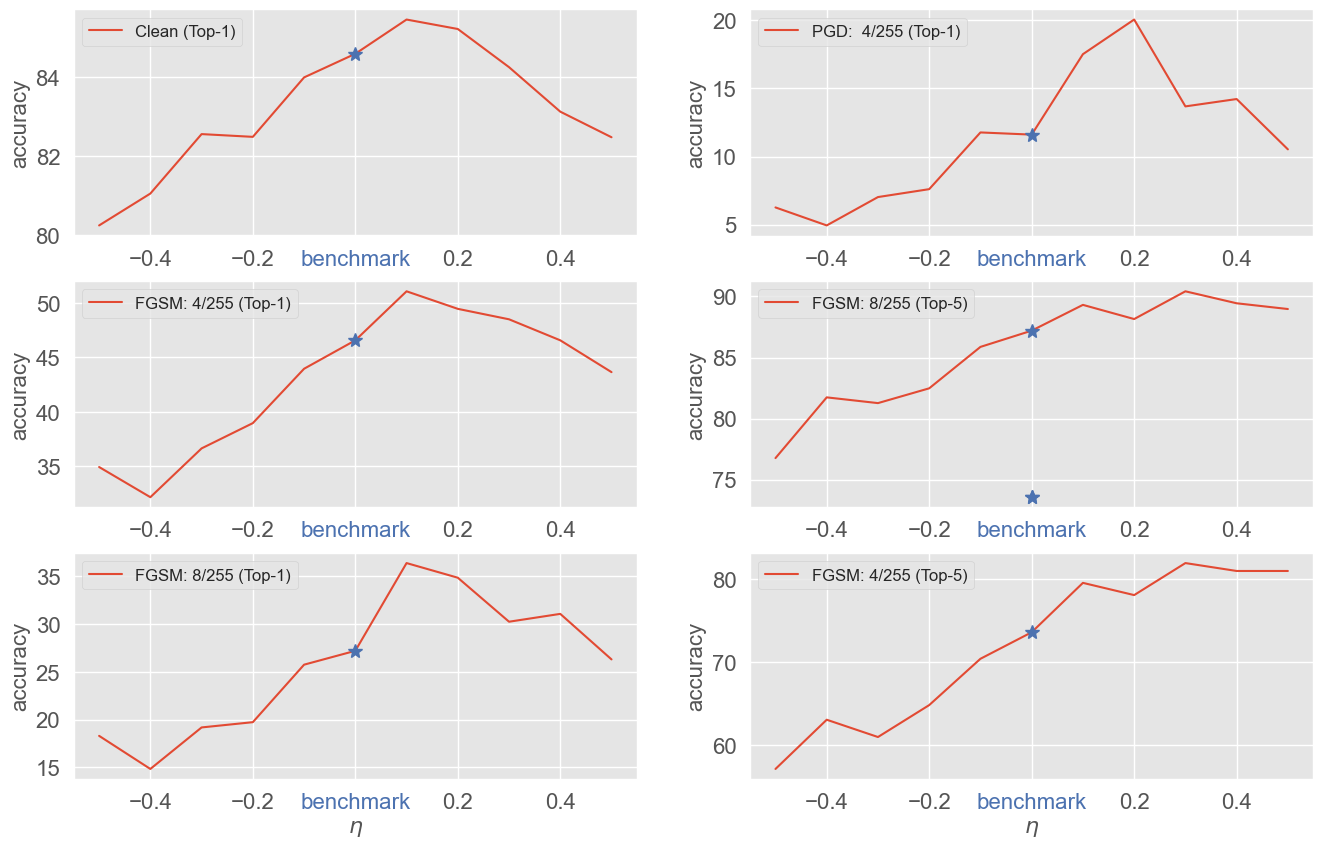 Clean (Top-1)
accuracy
84
82
80
−0.4
−0.2
benchmark
0.2
0.4
PGD:  4/255 (Top-1)
accuracy
20
15
10
5
−0.4
−0.2
benchmark
0.2
0.4
FGSM: 4/255 (Top-1)
accuracy
50
45
40
35
−0.4
−0.2
benchmark
0.2
0.4
FGSM: 8/255 (Top-5)
accuracy
90
85
80
75
−0.4
−0.2
benchmark
0.2
0.4
FGSM: 8/255 (Top-1)
accuracy
35
30
25
20
15
−0.4
−0.2
benchmark
0.2
0.4
η
FGSM: 4/255 (Top-5)
accuracy
80
70
60
−0.4
−0.2
benchmark
0.2
0.4
η